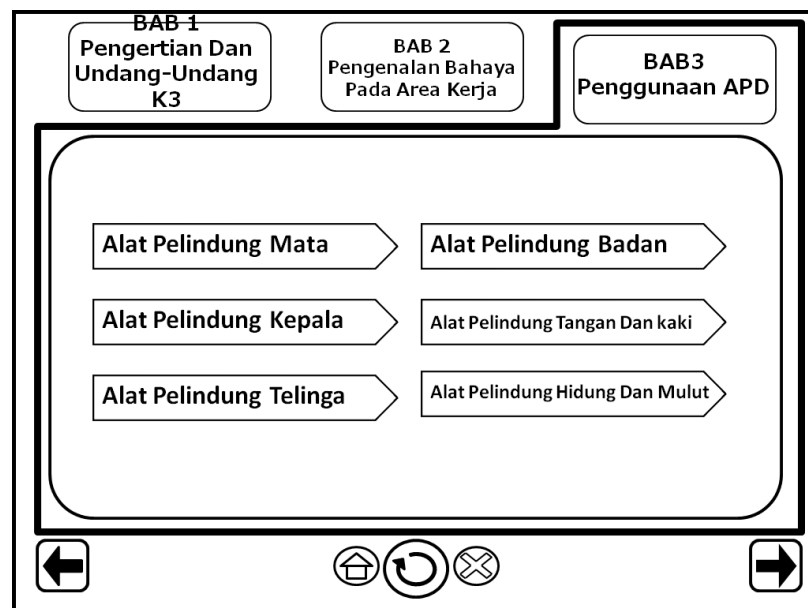 BAB 1
Pengertian Dan
Undang-Undang
K3
BAB 2
Pengenalan Bahaya
Pada Area Kerja
BAB3
Penggunaan APD
Alat Pelindung Mata
Alat Pelindung Badan
Alat Pelindung Kepala
Alat Pelindung Tangan Dan kaki
Alat Pelindung Telinga
Alat Pelindung Hidung Dan Mulut